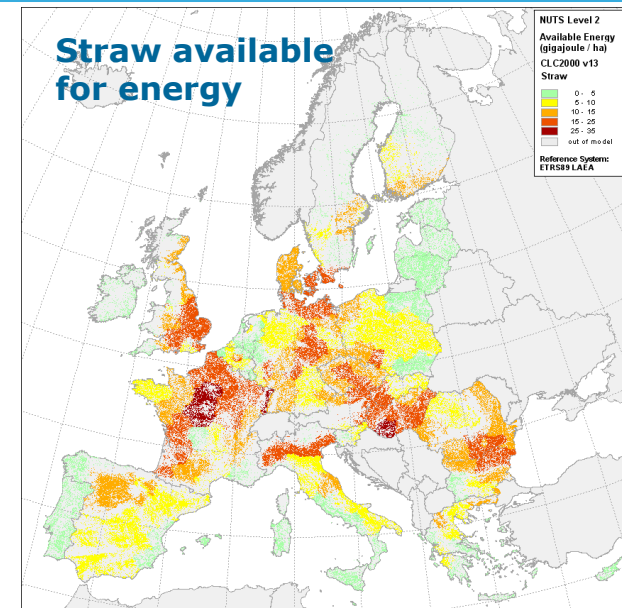 Straw available
for energy
NUTS Level 2
Available Energy
(gigajoule / ha)
CLC2000 v13
Straw
0 - 5
5 - 10
10 - 15
15 - 25
25 - 35
out of model
Reference System:
ETRS89 LAEA